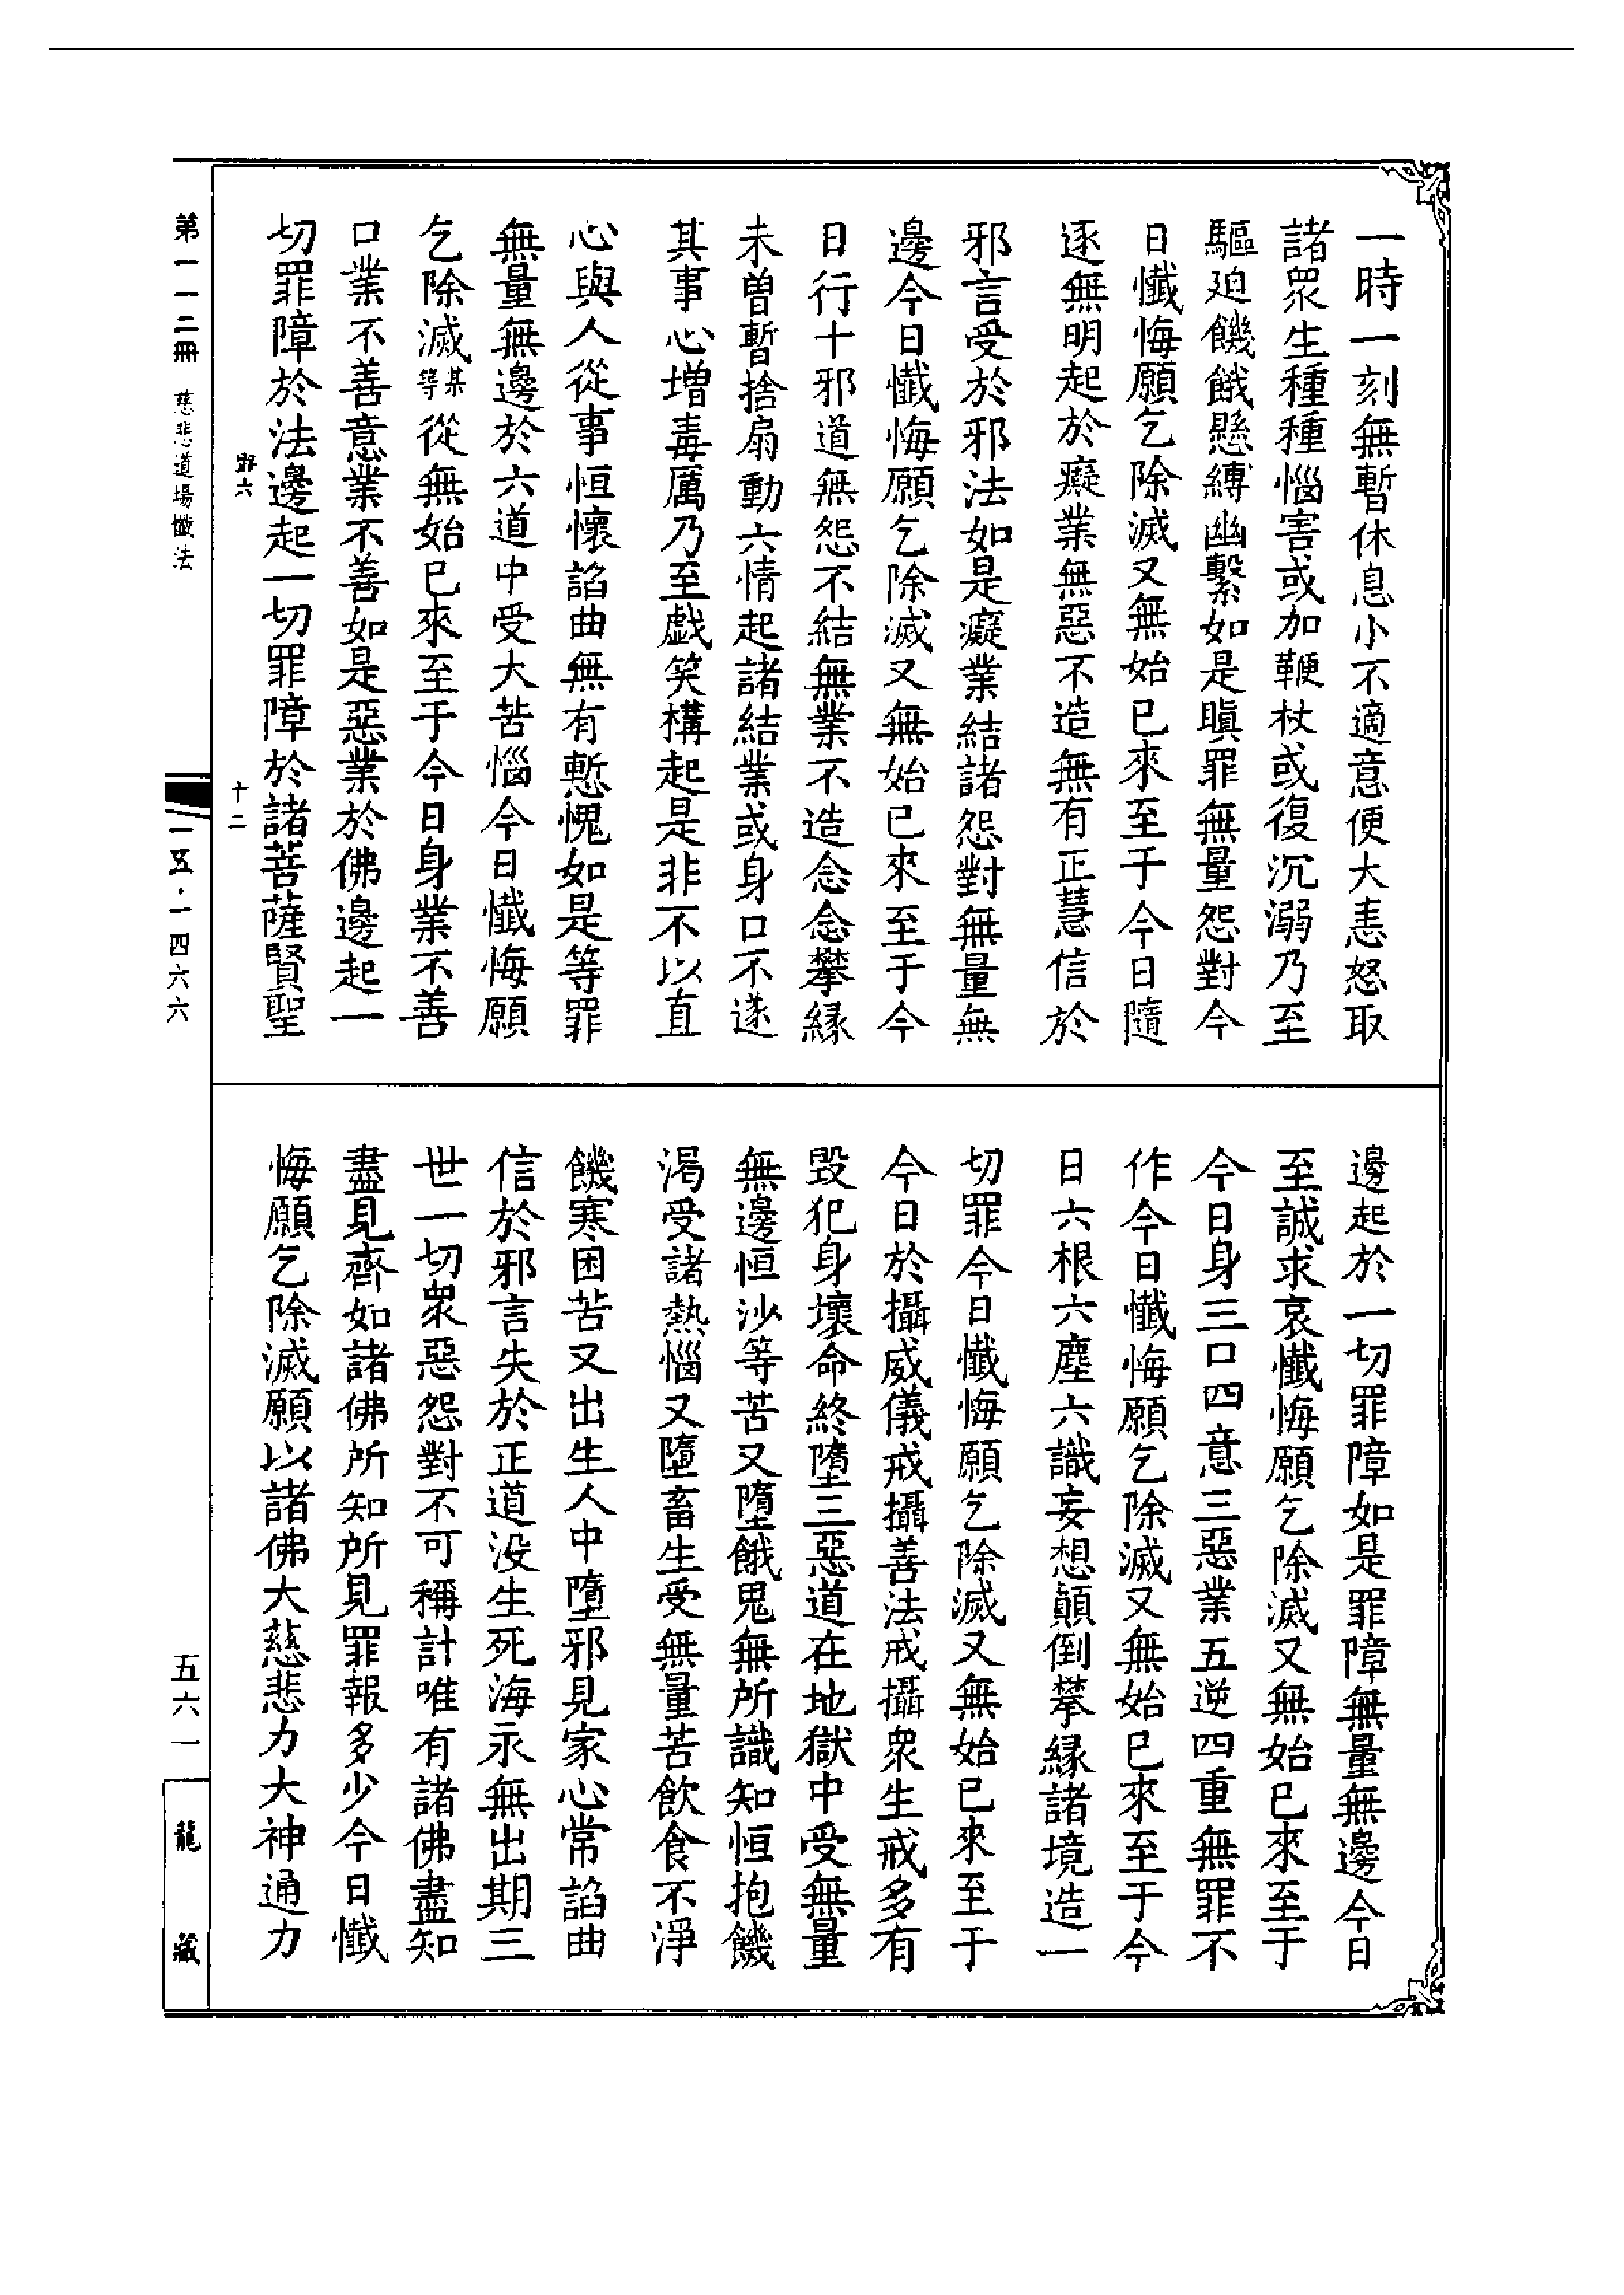 一時一刻無暫休息小不適意便大恚怒取
諸眾生種種惱害或加鞭杖或復沉溺乃至
驅迫饑餓懸縛幽繫如是瞋罪無量怨對今
日懺悔願乞除滅又無始已來至于今日隨
逐無明起於癡業無惡不造無有正慧信於
邪言受於邪法如是癡業結諸怨對無量無
邊今日懺悔願乞除滅又無始已來至于今
日行十邪道無怨不結無業不造念念攀緣
未曾暫捨扇動六情起諸結業或身口不遂
其事心增毒厲乃至戲笑構起是非不以直
心與人從事恒懷諂曲無有慙愧如是等罪
無量無邊於六道中受大苦惱今日懺悔願
乞除滅某等從無始已來至于今日身業不善
口業不善意業不善如是惡業於佛邊起一
切罪障於法邊起一切罪障於諸菩薩賢聖
邊起於一切罪障如是罪障無量無邊今日
至誠求哀懺悔願乞除滅又無始已來至于
今日身三口四意三惡業五逆四重無罪不
作今日懺悔願乞除滅又無始已來至于今
日六根六塵六識妄想顛倒攀緣諸境造一
切罪今日懺悔願乞除滅又無始已來至于
今日於攝威儀戒攝善法戒攝眾生戒多有
毀犯身壞命終墮三惡道在地獄中受無量
無邊恒沙等苦又墮餓鬼無所識知恒抱饑
渴受諸熱惱又墮畜生受無量苦飲食不淨
饑寒困苦又出生人中墮邪見家心常諂曲
信於邪言失於正道没生死海永無出期三
世一切眾惡怨對不可稱計唯有諸佛盡知
盡見齊如諸佛所知所見罪報多少今日懺
悔願乞除滅願以諸佛大慈悲力大神通力
十二
第一一二冊 慈悲道場懺法
一五·一四六六
五六一
龍藏